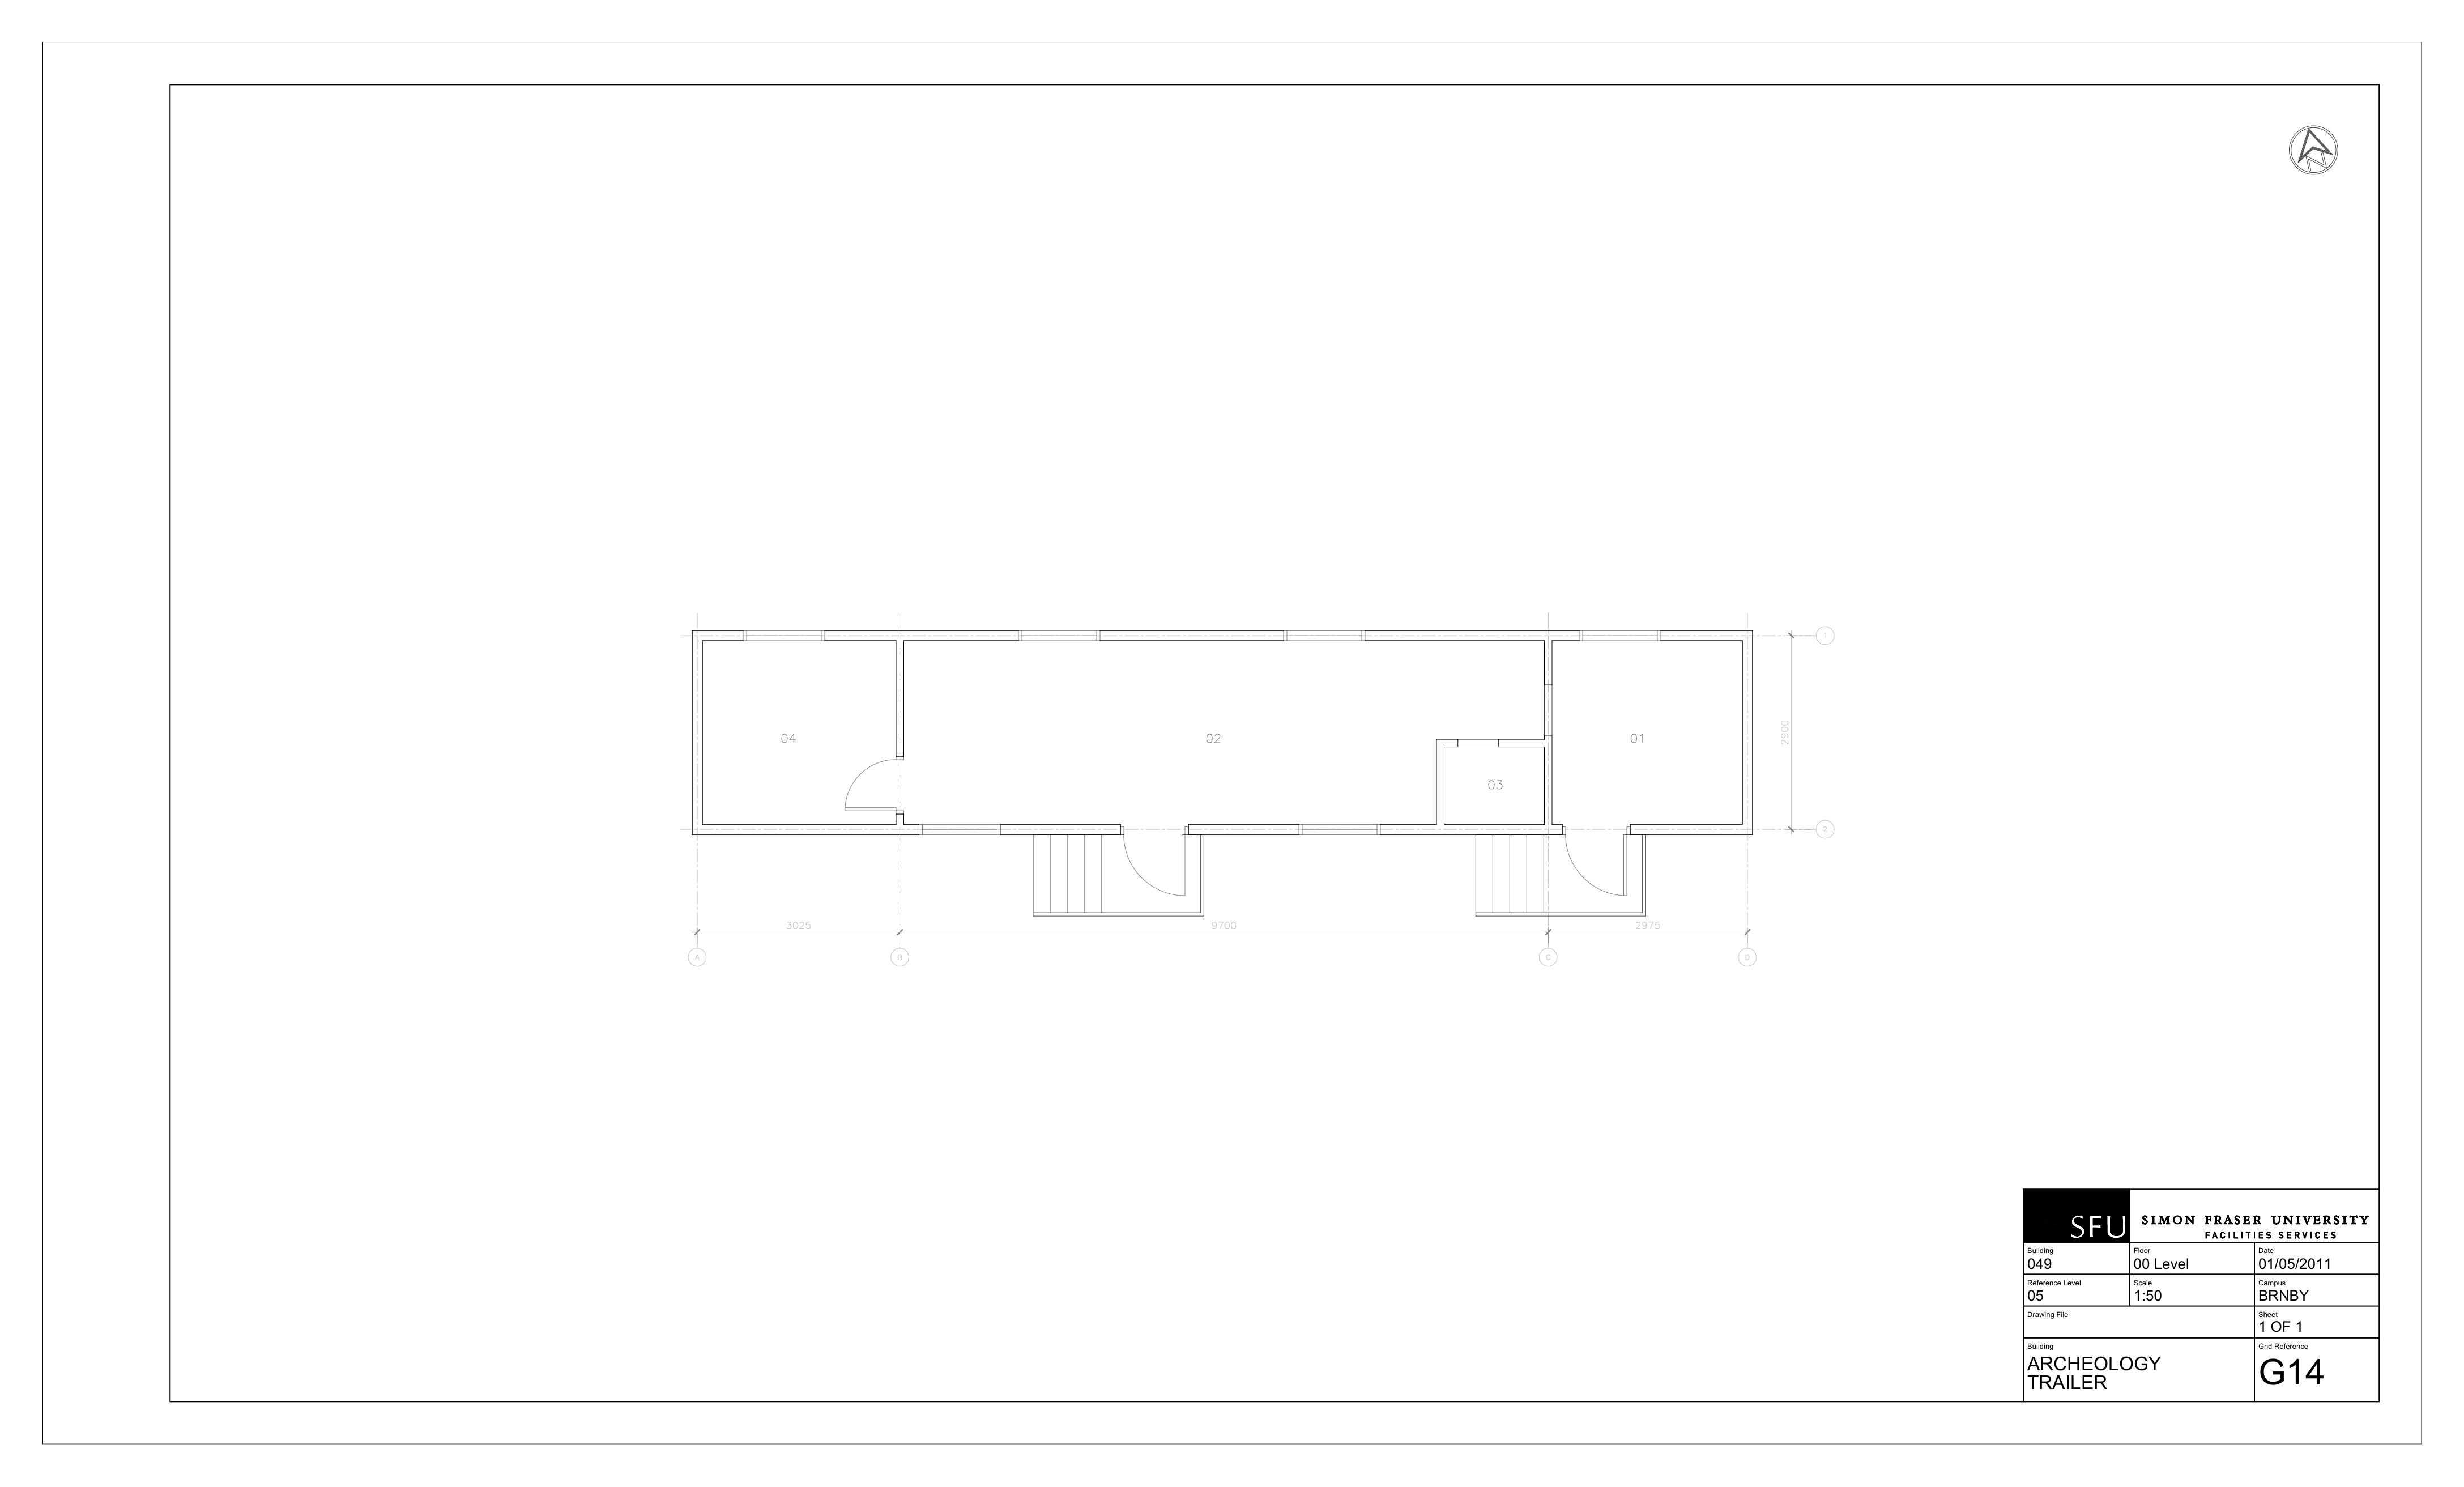 N
1
04
02
01
2900
03
2
3025
9700
2975
A
B
C
D
SFU
SIMON FRASER UNIVERSITY
FACILITIES SERVICES
Building
049
Floor
00 Level
Date
01/05/2011
Reference Level
05
Scale
1:50
Campus
BRNBY
Drawing File
Sheet
1 OF 1
Building
ARCHEOLOGY
TRAILER
Grid Reference
G14